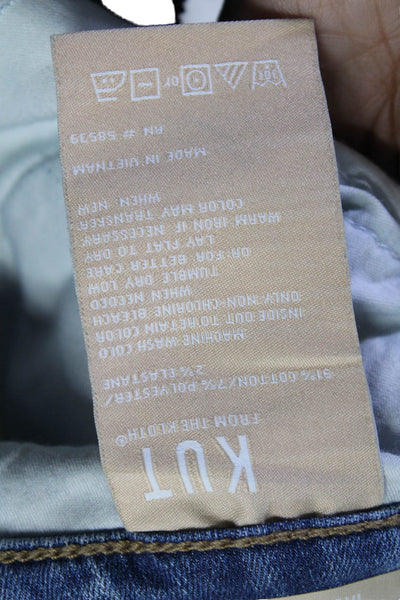 KUT
FROM THE KLOTH®
91% COTTON/7% POLYESTER/
2% ELASTANE
MACHINE WASH COLD
INSIDE OUT TO RETAIN COLOR
ONLY NON-CHLORINE BLEACH
WHEN NEEDED
TUMBLE DRY LOW
OR FOR BETTER CARE
LAY FLAT TO DRY
WARM IRON IF NECESSARY
COLOR MAY TRANSFER
WHEN NEW
MADE IN VIETNAM
RN # 58539
or